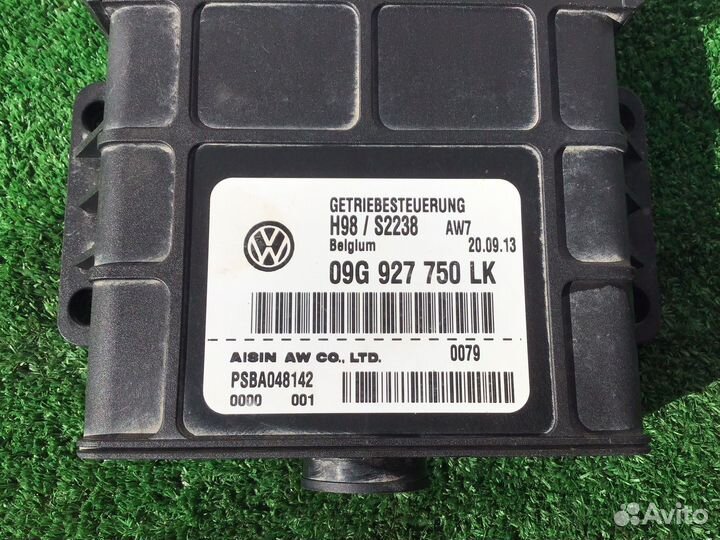 GETRIEBESTEUERUNG
H98 / S2238 AW7
Belgium 20.09.13
09G 927 750 LK
AISIN AW CO., LTD. 0079
PSBA048142
0000 001
Avito